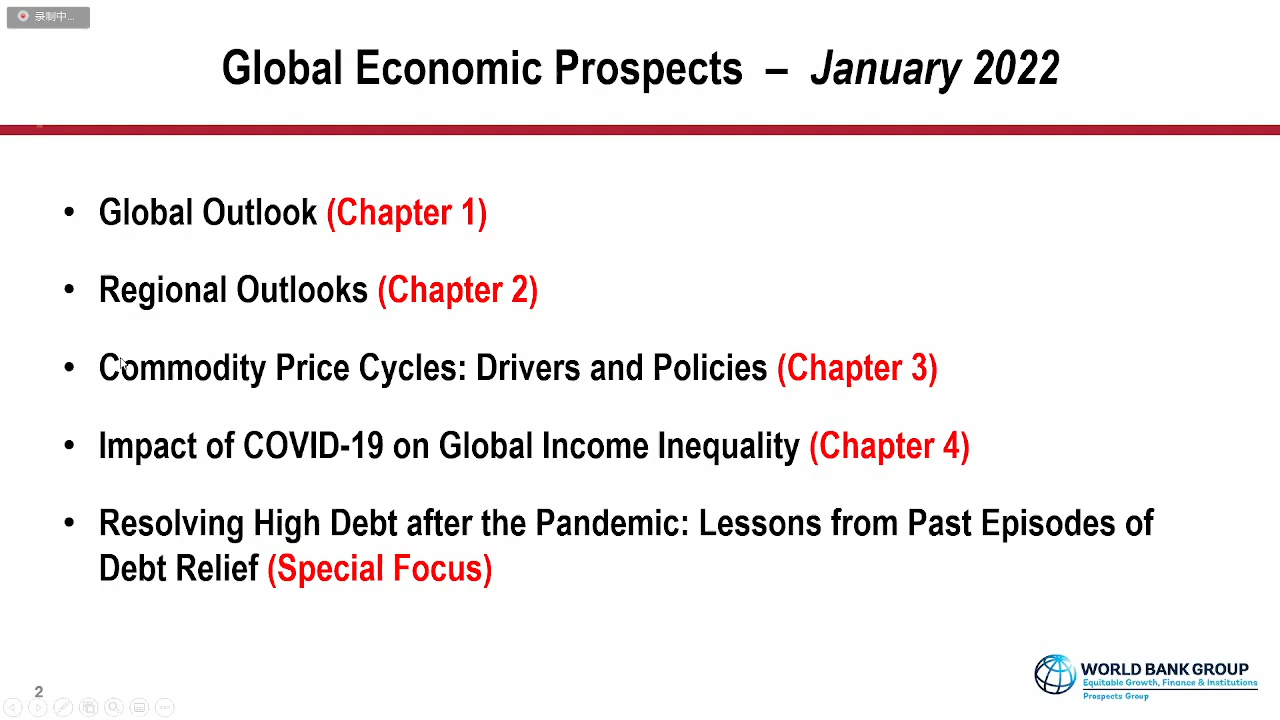 录制中...
Global Economic Prospects – January 2022
• Global Outlook (Chapter 1)
• Regional Outlooks (Chapter 2)
• Commodity Price Cycles: Drivers and Policies (Chapter 3)
• Impact of COVID-19 on Global Income Inequality (Chapter 4)
• Resolving High Debt after the Pandemic: Lessons from Past Episodes of
Debt Relief (Special Focus)
WORLD BANK GROUP
Equitable Growth, Finance & Institutions
Prospects Group
2